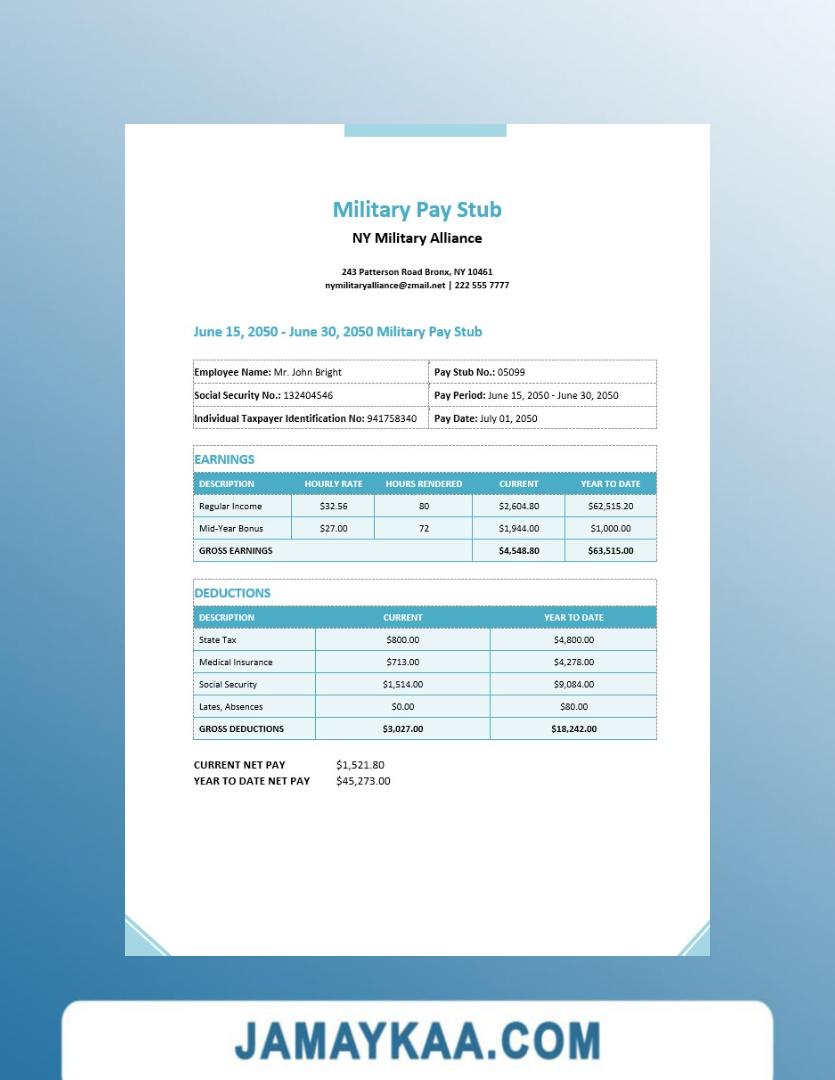 Military Pay Stub
NY Military Alliance
243 Patterson Road Bronx, NY 10461
nymilitaryalliance@zmail.net | 222 555 7777
June 15, 2050 - June 30, 2050 Military Pay Stub
Employee Name: Mr. John Bright Pay Stub No.: 05099
Social Security No.: 132404546 Pay Period: June 15, 2050 - June 30, 2050
Individual Taxpayer Identification No: 941758340 Pay Date: July 01, 2050
EARNINGS
DESCRIPTION HOURLY RATE HOURS RENDERED CURRENT YEAR TO DATE
Regular Income $32.56 80 $2,604.80 $62,515.20
Mid-Year Bonus $27.00 72 $1,944.00 $1,000.00
GROSS EARNINGS $4,548.80 $63,515.00
DEDUCTIONS
DESCRIPTION CURRENT YEAR TO DATE
State Tax $800.00 $4,800.00
Medical Insurance $713.00 $4,278.00
Social Security $1,514.00 $9,084.00
Lates, Absences $0.00 $80.00
GROSS DEDUCTIONS $3,027.00 $18,242.00
CURRENT NET PAY $1,521.80
YEAR TO DATE NET PAY $45,273.00
JAMAYKAA.COM